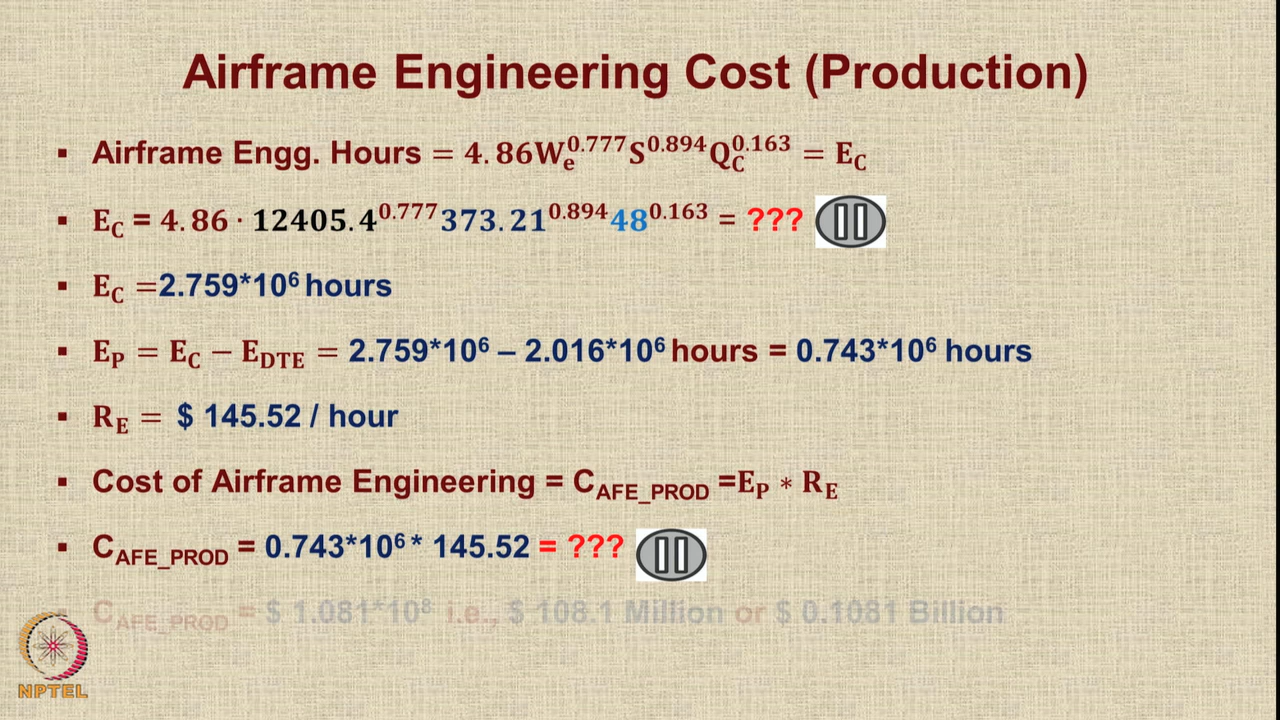 Airframe Engineering Cost (Production)
▪ Airframe Engg. Hours = 4.86W_e^0.777 S^0.894 Q_C^0.163 = E_C
▪ E_C = 4.86 · 12405.4^0.777 373.21^0.894 48^0.163 = ???
▪ E_C =2.759*10^6 hours
▪ E_P = E_C − E_DTE = 2.759*10^6 – 2.016*10^6 hours = 0.743*10^6 hours
▪ R_E = $ 145.52 / hour
▪ Cost of Airframe Engineering = C_AFE_PROD =E_P * R_E
▪ C_AFE_PROD = 0.743*10^6 * 145.52 = ???
▪ C_AFE_PROD = $ 1.081*10^8 i.e., $ 108.1 Million or $ 0.1081 Billion
NPTEL